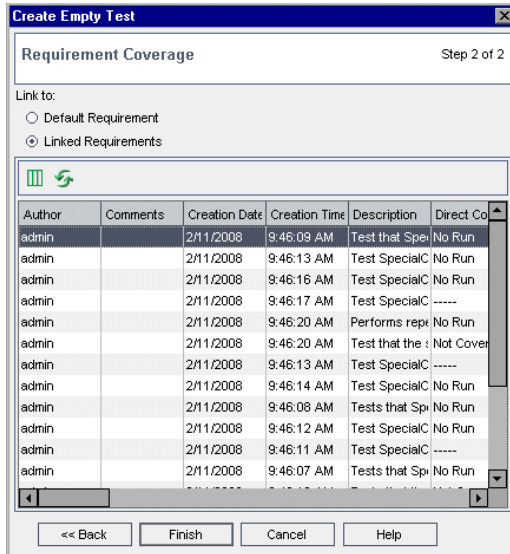 Create Empty Test
Requirement Coverage Step 2 of 2
Link to:
Default Requirement
Linked Requirements
Author Comments Creation Date Creation Time Description Direct Co
admin 2/11/2008 9:46:09 AM Test that Spe No Run
admin 2/11/2008 9:46:13 AM Test SpecialC No Run
admin 2/11/2008 9:46:16 AM Test SpecialC No Run
admin 2/11/2008 9:46:17 AM Test SpecialC -----
admin 2/11/2008 9:46:20 AM Performs repe No Run
admin 2/11/2008 9:46:20 AM Test that the s Not Cover
admin 2/11/2008 9:46:13 AM Test SpecialC -----
admin 2/11/2008 9:46:14 AM Test SpecialC No Run
admin 2/11/2008 9:46:08 AM Tests that Sp No Run
admin 2/11/2008 9:46:12 AM Test SpecialC No Run
admin 2/11/2008 9:46:11 AM Test SpecialC -----
admin 2/11/2008 9:46:07 AM Tests that Sp No Run
<< Back Finish Cancel Help